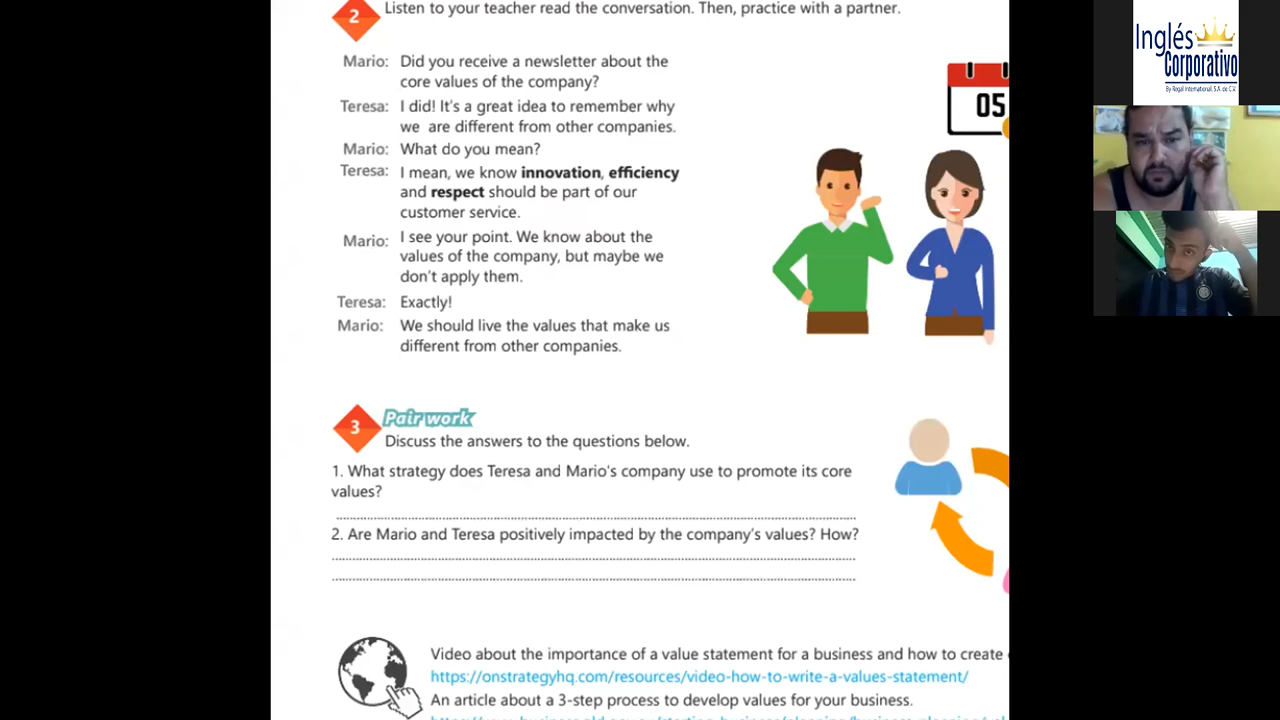 2
Listen to your teacher read the conversation. Then, practice with a partner.
Mario: Did you receive a newsletter about the
core values of the company?
Teresa: I did! It's a great idea to remember why
we are different from other companies.
Mario: What do you mean?
Teresa: I mean, we know innovation, efficiency
and respect should be part of our
customer service.
Mario: I see your point. We know about the
values of the company, but maybe we
don't apply them.
Teresa: Exactly!
Mario: We should live the values that make us
different from other companies.
05
3
Pair work
Discuss the answers to the questions below.
1. What strategy does Teresa and Mario's company use to promote its core
values?
2. Are Mario and Teresa positively impacted by the company's values? How?
Video about the importance of a value statement for a business and how to create
https://onstrategyhq.com/resources/video-how-to-write-a-values-statement/
An article about a 3-step process to develop values for your business.
Inglés
Corporativo
By Regal International, S.A. de C.V.